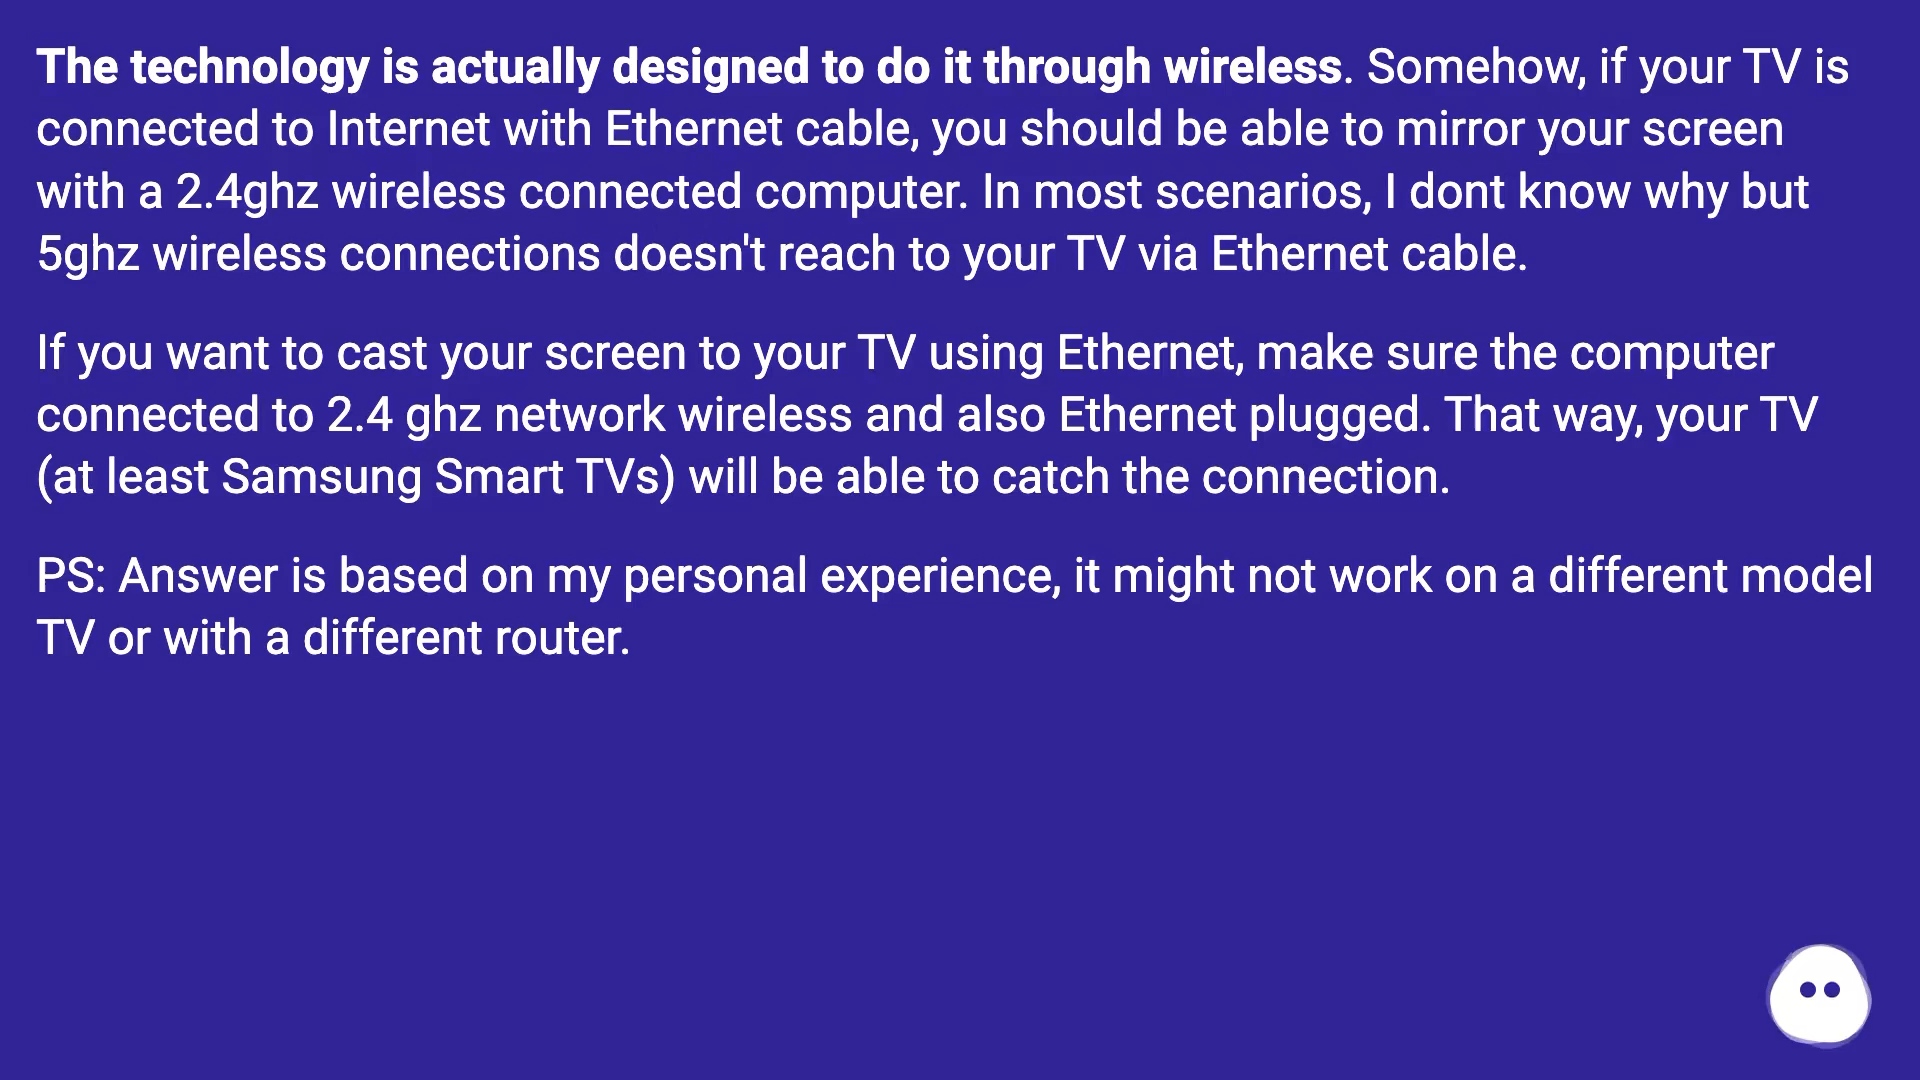 The technology is actually designed to do it through wireless. Somehow, if your TV is
connected to Internet with Ethernet cable, you should be able to mirror your screen
with a 2.4ghz wireless connected computer. In most scenarios, I dont know why but
5ghz wireless connections doesn't reach to your TV via Ethernet cable.
If you want to cast your screen to your TV using Ethernet, make sure the computer
connected to 2.4 ghz network wireless and also Ethernet plugged. That way, your TV
(at least Samsung Smart TVs) will be able to catch the connection.
PS: Answer is based on my personal experience, it might not work on a different model
TV or with a different router.